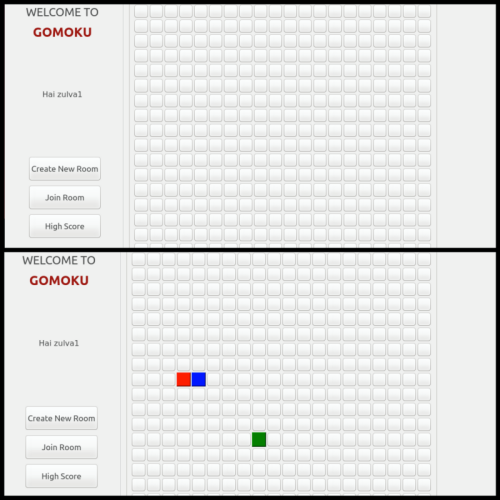 WELCOME TO
GOMOKU
Hai zulva1
Create New Room
Join Room
High Score
WELCOME TO
GOMOKU
Hai zulva1
Create New Room
Join Room
High Score